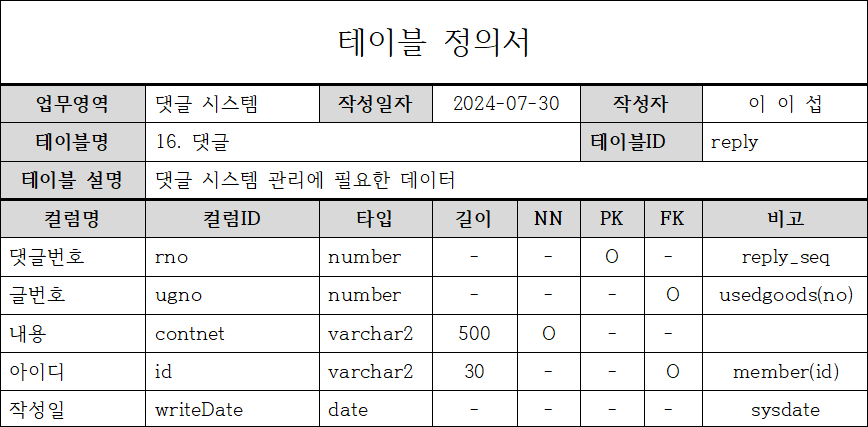 테이블 정의서
업무영역 댓글 시스템 작성일자 2024-07-30 작성자 이 이 섭
테이블명 16. 댓글 테이블ID reply
테이블 설명 댓글 시스템 관리에 필요한 데이터
컬럼명 컬럼ID 타입 길이 NN PK FK 비고
댓글번호 rno number - - O - reply_seq
글번호 ugno number - - - O usedgoods(no)
내용 contnet varchar2 500 O - -
아이디 id varchar2 30 - - O member(id)
작성일 writeDate date - - - - sysdate